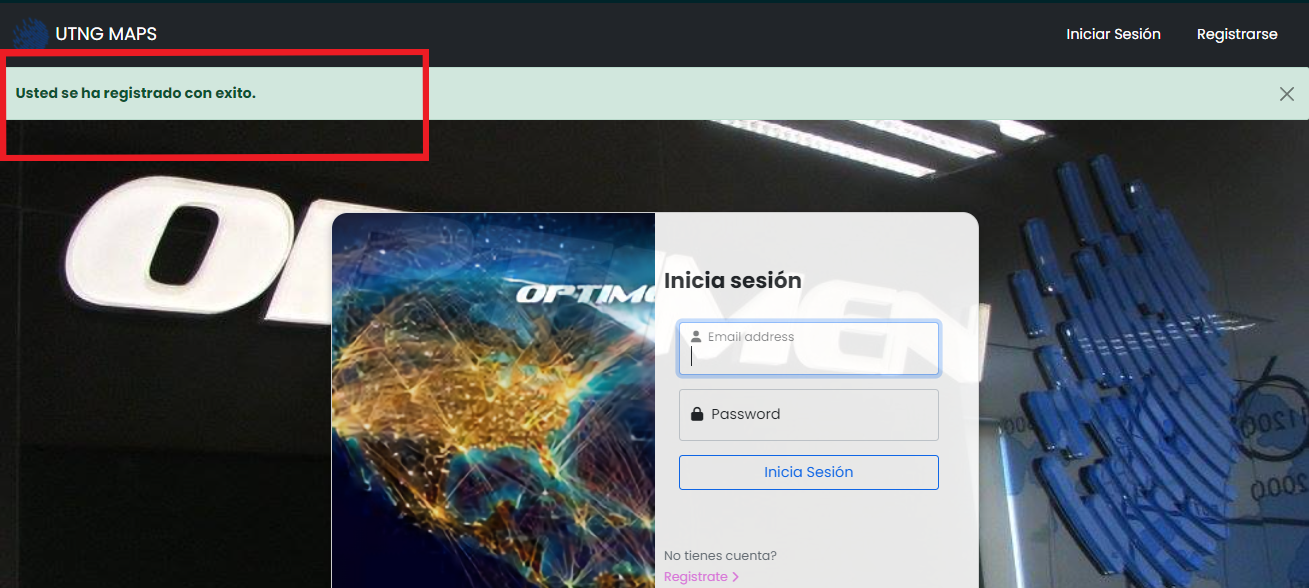 UTNG MAPS
Iniciar Sesión
Registrarse
Usted se ha registrado con exito.
OPTIM
Inicia sesión
Email address
Password
Inicia Sesión
No tienes cuenta?
Registrate